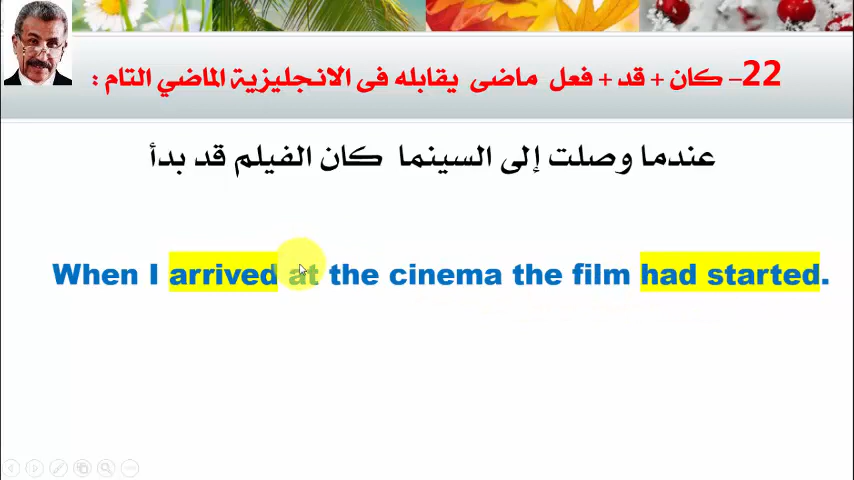 22– كان + قد + فعل ماضى يقابله فى الانجليزية الماضي التام :
عندما وصلت إلى السينما كان الفيلم قد بدأ
When I arrived at the cinema the film had started.